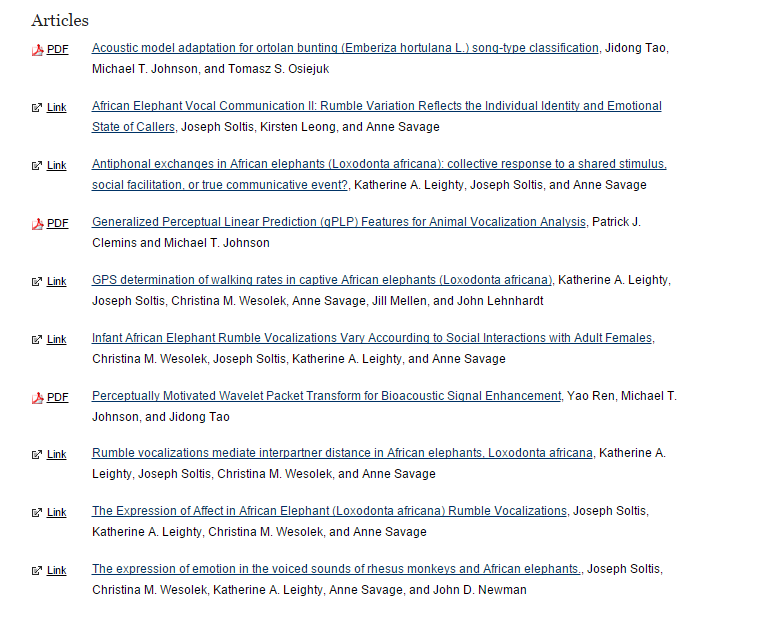 Articles
PDF Acoustic model adaptation for ortolan bunting (Emberiza hortulana L.) song-type classification, Jidong Tao,
Michael T. Johnson, and Tomasz S. Osiejuk
Link African Elephant Vocal Communication II: Rumble Variation Reflects the Individual Identity and Emotional
State of Callers, Joseph Soltis, Kirsten Leong, and Anne Savage
Link Antiphonal exchanges in African elephants (Loxodonta africana): collective response to a shared stimulus,
social facilitation, or true communicative event?, Katherine A. Leighty, Joseph Soltis, and Anne Savage
PDF Generalized Perceptual Linear Prediction (gPLP) Features for Animal Vocalization Analysis, Patrick J.
Clemins and Michael T. Johnson
Link GPS determination of walking rates in captive African elephants (Loxodonta africana), Katherine A. Leighty,
Joseph Soltis, Christina M. Wesolek, Anne Savage, Jill Mellen, and John Lehnhardt
Link Infant African Elephant Rumble Vocalizations Vary Accourding to Social Interactions with Adult Females,
Christina M. Wesolek, Joseph Soltis, Katherine A. Leighty, and Anne Savage
PDF Perceptually Motivated Wavelet Packet Transform for Bioacoustic Signal Enhancement, Yao Ren, Michael T.
Johnson, and Jidong Tao
Link Rumble vocalizations mediate interpartner distance in African elephants, Loxodonta africana, Katherine A.
Leighty, Joseph Soltis, Christina M. Wesolek, and Anne Savage
Link The Expression of Affect in African Elephant (Loxodonta africana) Rumble Vocalizations, Joseph Soltis,
Katherine A. Leighty, Christina M. Wesolek, and Anne Savage
Link The expression of emotion in the voiced sounds of rhesus monkeys and African elephants., Joseph Soltis,
Christina M. Wesolek, Katherine A. Leighty, Anne Savage, and John D. Newman